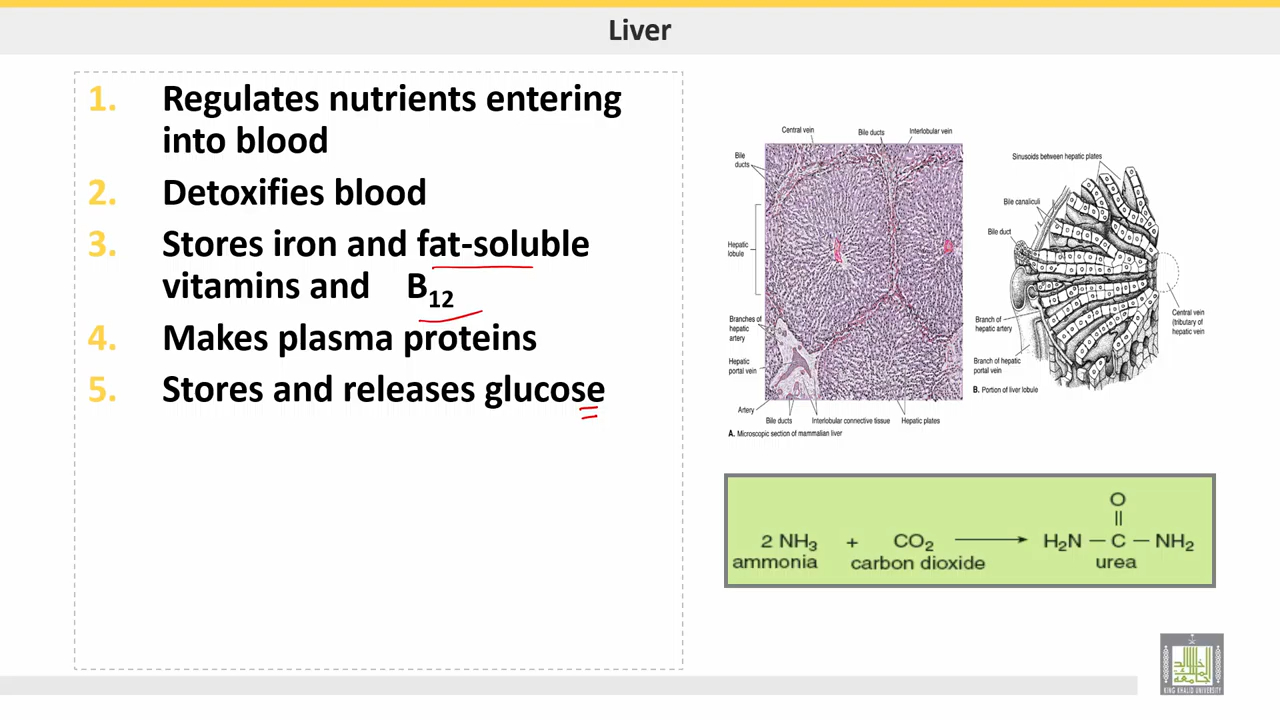 Liver
1. Regulates nutrients entering
into blood
2. Detoxifies blood
3. Stores iron and fat-soluble
vitamins and B12
4. Makes plasma proteins
5. Stores and releases glucose
Central vein
Bile ducts
Interlobular vein
Bile
ducts
Hepatic
lobule
Branches of
hepatic
artery
Hepatic
portal vein
Artery
Bile ducts
Interlobular connective tissue
Hepatic plates
A. Microscopic section of mammalian liver
Sinusoids between hepatic plates
Bile canaliculi
Bile duct
Branch of
hepatic artery
Branch of hepatic
portal vein
Central vein
(tributary of
hepatic vein
B. Portion of liver lobule
O
||
2 NH3 + CO2 → H2N – C – NH2
ammonia carbon dioxide urea
جامعة الملك خالد
KING KHALID UNIVERSITY